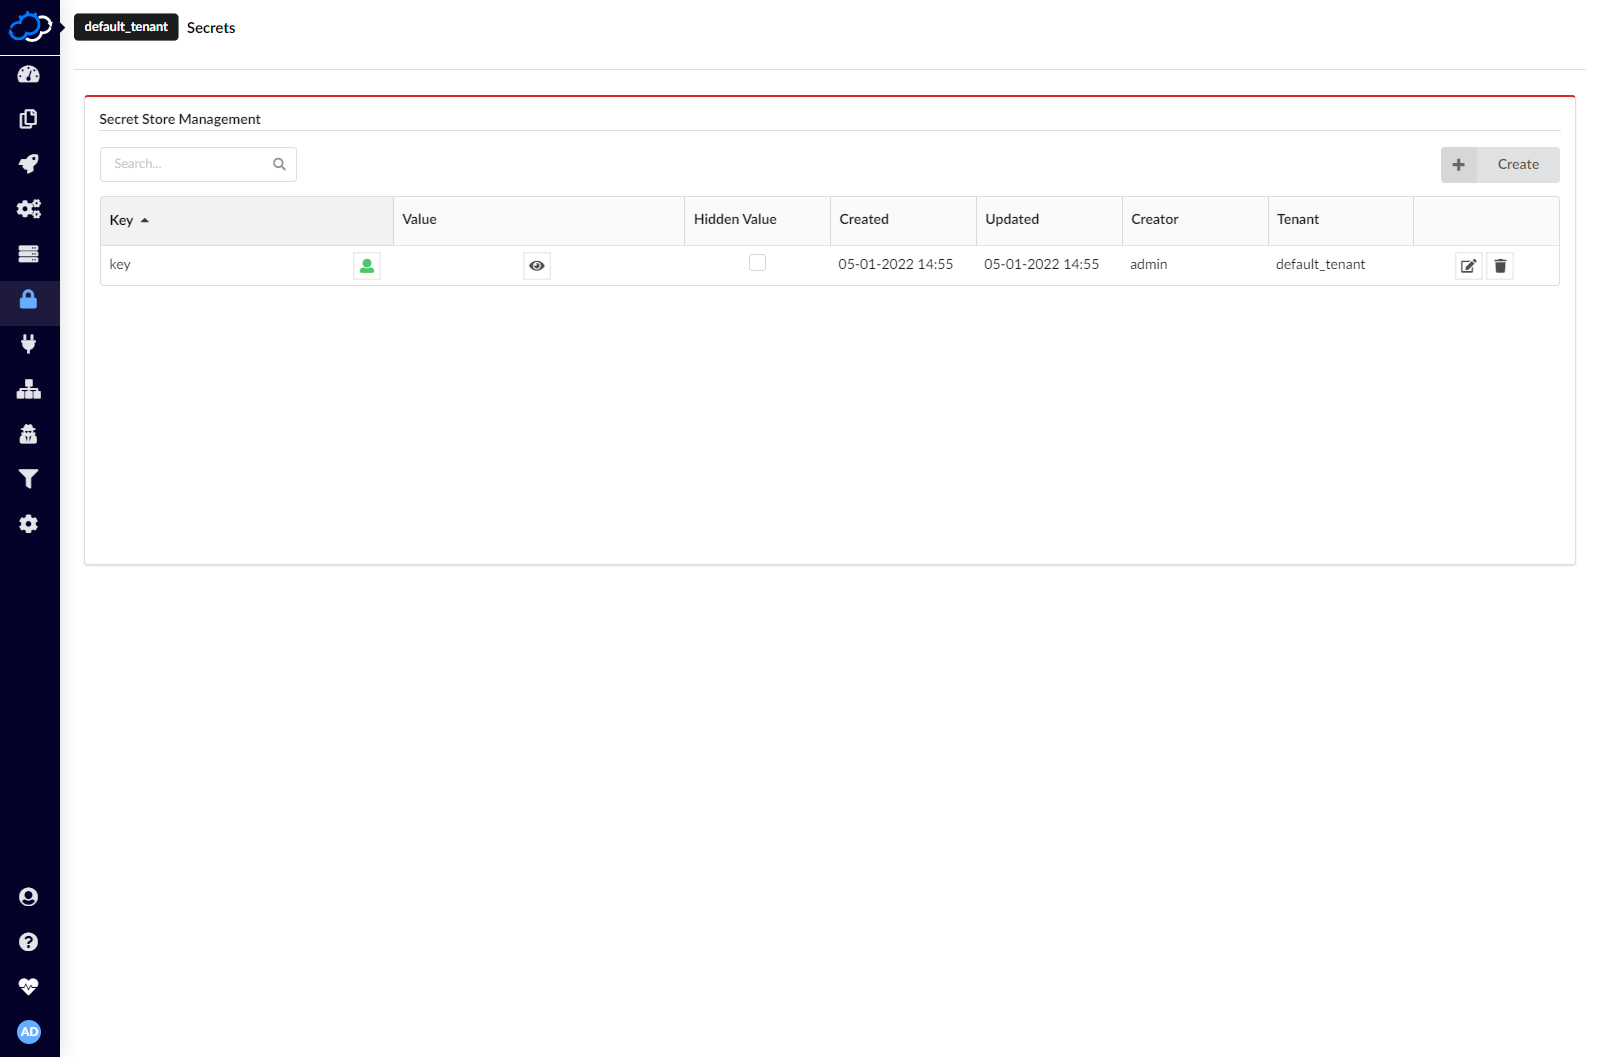 default_tenant Secrets
Secret Store Management
Search...
Create
Key Value Hidden Value Created Updated Creator Tenant
key 05-01-2022 14:55 05-01-2022 14:55 admin default_tenant
AD